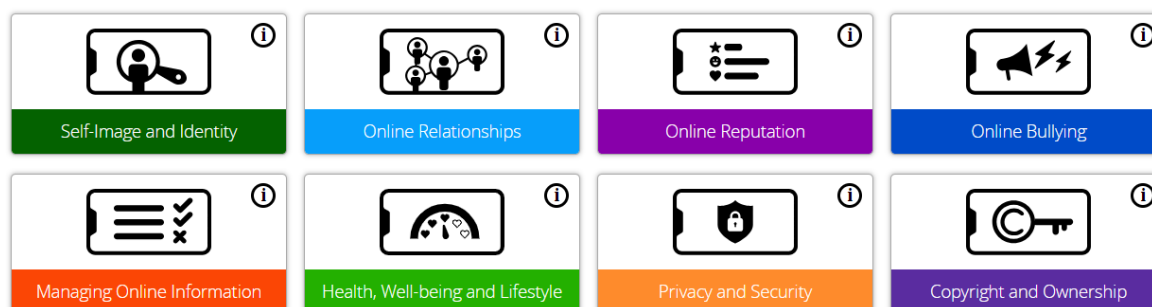 Self-Image and Identity
Online Relationships
Online Reputation
Online Bullying
Managing Online Information
Health, Well-being and Lifestyle
Privacy and Security
Copyright and Ownership